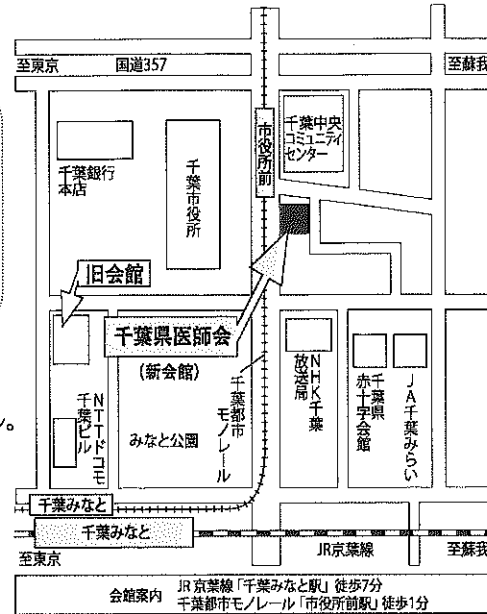 至東京
国道357
至蘇我
千葉銀行
本店
千葉市役所
市役所前
千葉中央
コミュニティ
センター
旧会館
千葉県医師会
(新会館)
ん。
NTTドコモ
千葉ビル
みなと公園
千葉都市
モノレール
NHK千葉
放送局
千葉県
赤十字会館
JA千葉みらい
千葉みなと
千葉みなと
至東京
JR京葉線
至蘇我
会館案内
JR京葉線「千葉みなと駅」徒歩7分
千葉都市モノレール「市役所前駅」徒歩1分